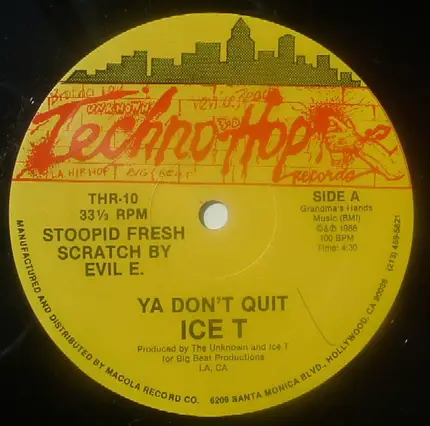 UNKNOWN
Venice Beach
Techno Hop
L.A. HIP HOP
BIG BEAT
records
THR-10
33⅓ RPM
STOOPID FRESH
SCRATCH BY
EVIL E.
SIDE A
Grandma's Hands
Music (BMI)
©&℗ 1986
100 BPM
Time: 4:30
YA DON'T QUIT
ICE T
Produced by The Unknown and Ice T
for Big Beat Productions
LA, CA
MANUFACTURED AND DISTRIBUTED BY MACOLA RECORD CO. 6209 SANTA MONICA BLVD., HOLLYWOOD, CA 90038 (213) 469-5821